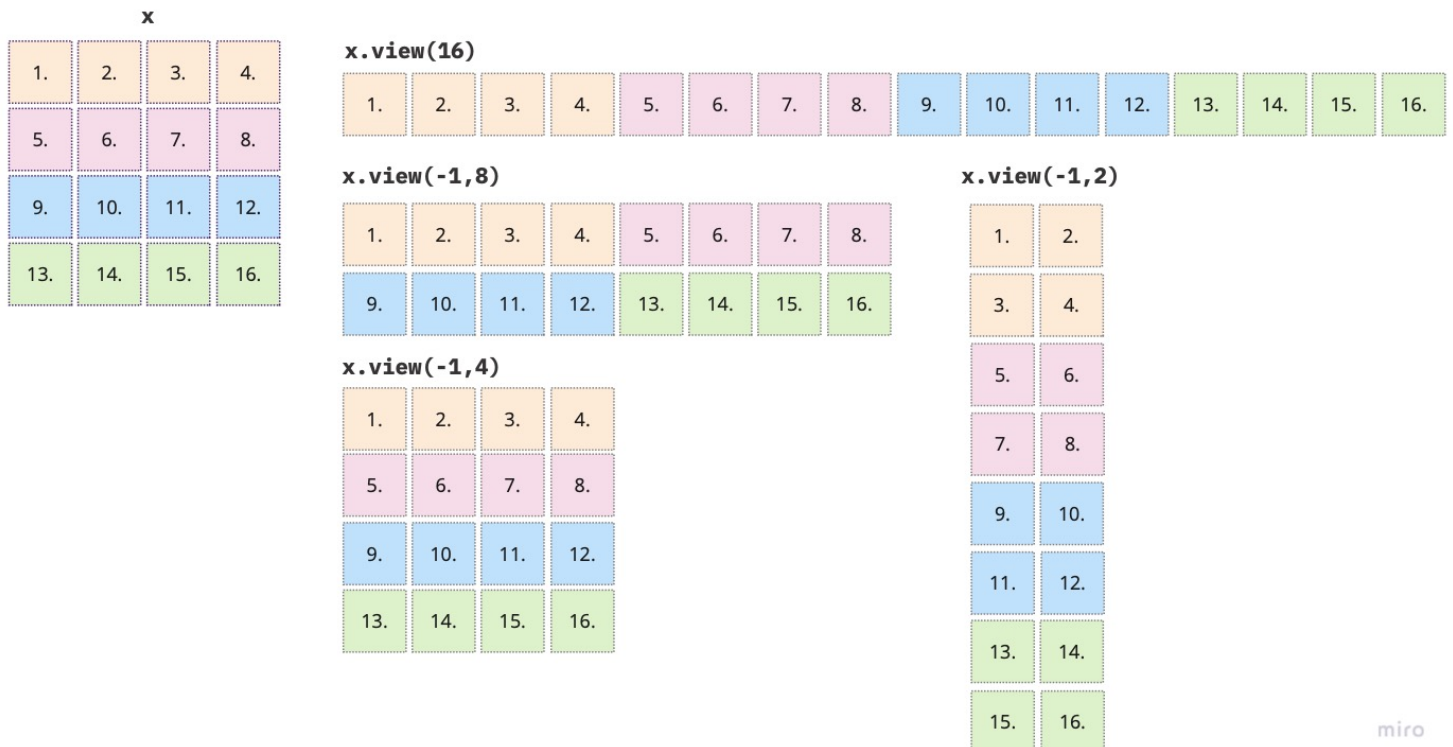 x
1. 2. 3. 4.
5. 6. 7. 8.
9. 10. 11. 12.
13. 14. 15. 16.
x.view(16)
1. 2. 3. 4. 5. 6. 7. 8. 9. 10. 11. 12. 13. 14. 15. 16.
x.view(-1,8)
1. 2. 3. 4. 5. 6. 7. 8.
9. 10. 11. 12. 13. 14. 15. 16.
x.view(-1,4)
1. 2. 3. 4.
5. 6. 7. 8.
9. 10. 11. 12.
13. 14. 15. 16.
x.view(-1,2)
1. 2.
3. 4.
5. 6.
7. 8.
9. 10.
11. 12.
13. 14.
15. 16.
miro